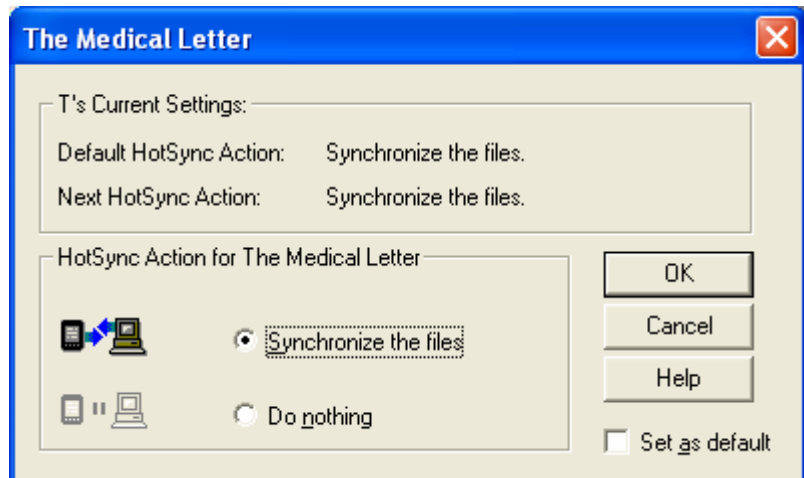 The Medical Letter
T's Current Settings:
Default HotSync Action: Synchronize the files.
Next HotSync Action: Synchronize the files.
HotSync Action for The Medical Letter
Synchronize the files
Do nothing
OK
Cancel
Help
Set as default